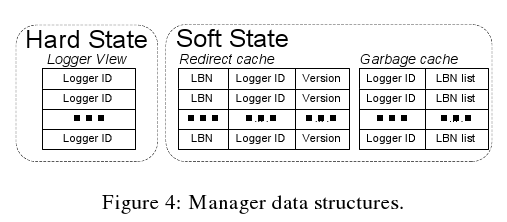 Hard State
Logger View
Logger ID
Logger ID
Logger ID
Soft State
Redirect cache
LBN Logger ID Version
LBN Logger ID Version
LBN Logger ID Version
Garbage cache
Logger ID LBN list
Logger ID LBN list
Logger ID LBN list
Figure 4: Manager data structures.